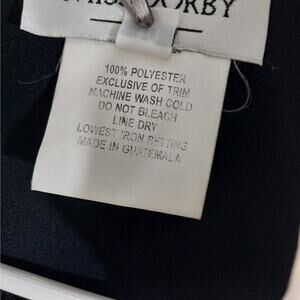 100% POLYESTER
EXCLUSIVE OF TRIM
MACHINE WASH COLD
DO NOT BLEACH
LINE DRY
LOWEST IRON SETTING
MADE IN GUATEMALA